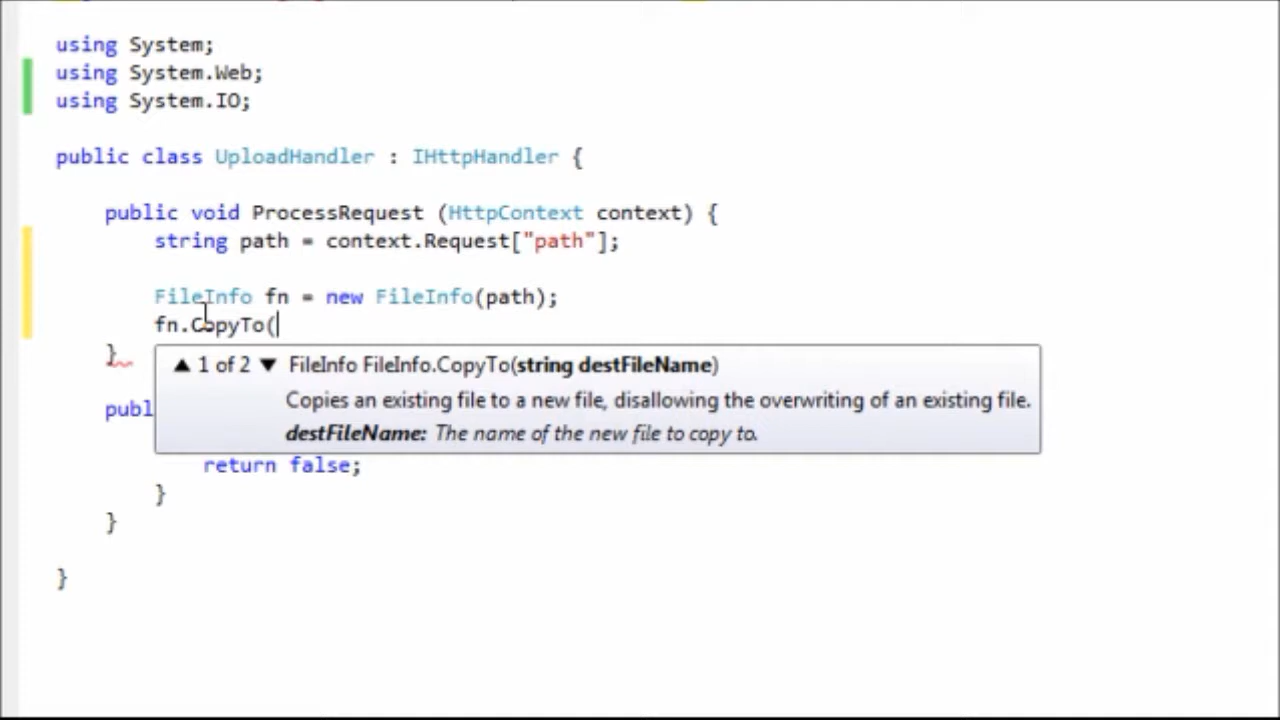 using System;
using System.Web;
using System.IO;
public class UploadHandler : IHttpHandler {
public void ProcessRequest (HttpContext context) {
string path = context.Request["path"];
FileInfo fn = new FileInfo(path);
fn.CopyTo(
}
▲ 1 of 2 ▼ FileInfo FileInfo.CopyTo(string destFileName)
Copies an existing file to a new file, disallowing the overwriting of an existing file.
destFileName: The name of the new file to copy to.
publ
return false;
}
}
}